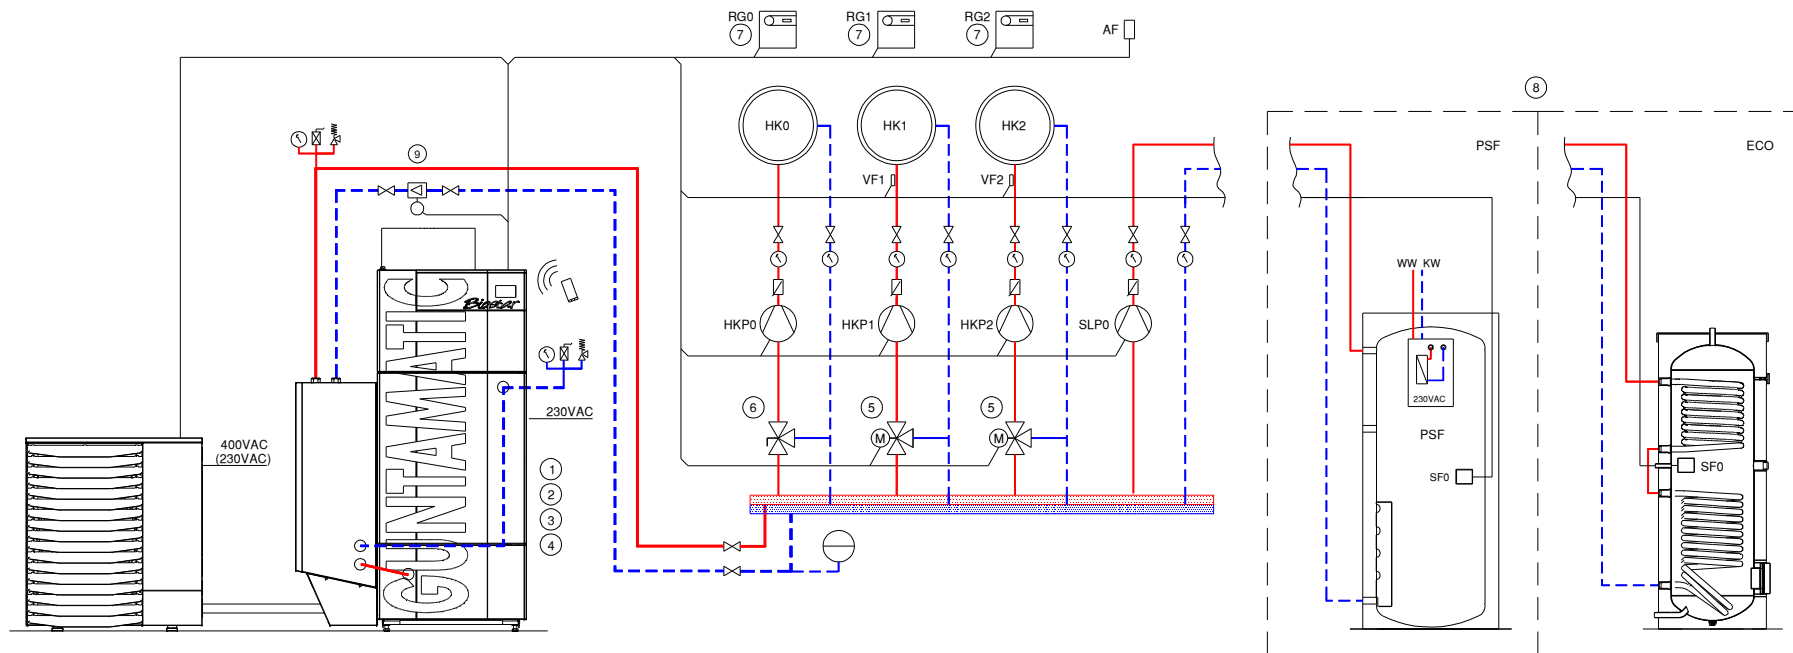 RG0
7
RG1
7
RG2
7
AF
8
HK0
HK1
HK2
PSF
ECO
9
VF1
VF2
WW KW
Biostar
GUNTAMATIC
HKP0
HKP1
HKP2
SLP0
230VAC
230VAC
PSF
6
5
5
M
M
400VAC
(230VAC)
1
2
3
4
SF0
SF0